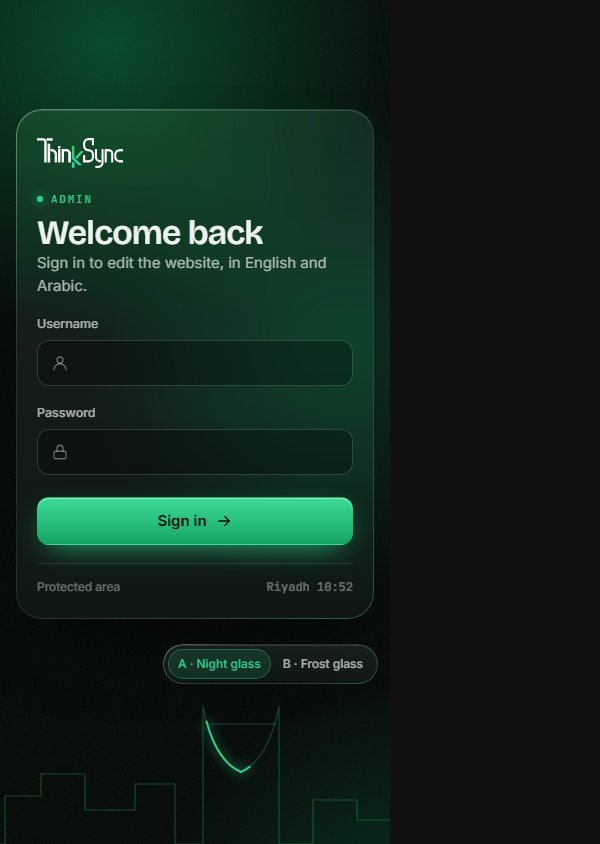 ThinkSync
ADMIN
Welcome back
Sign in to edit the website, in English and
Arabic.
Username
Password
Sign in →
Protected area
Riyadh 10:52
A · Night glass
B · Frost glass